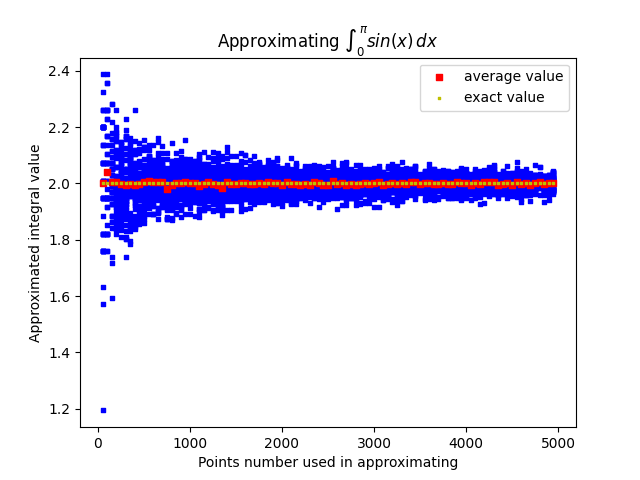 Approximating ∫₀^π sin(x) dx
average value
exact value
2.4
2.2
2.0
1.8
1.6
1.4
1.2
Approximated integral value
0 1000 2000 3000 4000 5000
Points number used in approximating